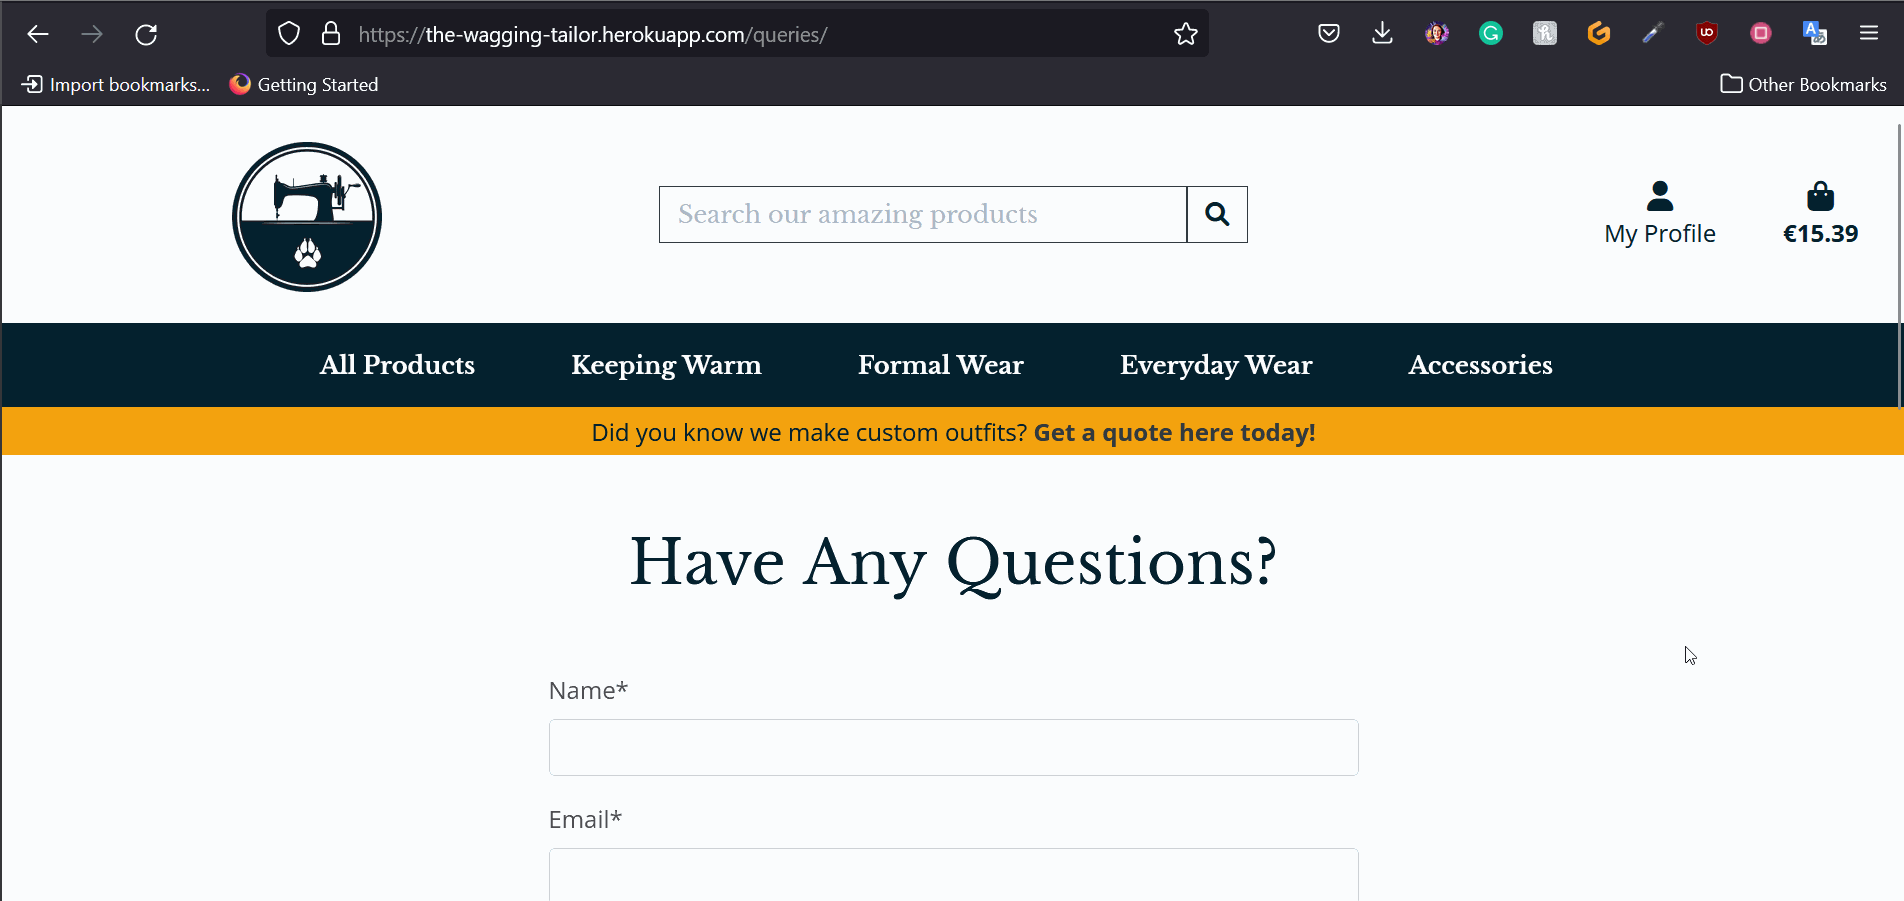 https://the-wagging-tailor.herokuapp.com/queries/
Import bookmarks...
Getting Started
Other Bookmarks
Search our amazing products
My Profile
€15.39
All Products
Keeping Warm
Formal Wear
Everyday Wear
Accessories
Did you know we make custom outfits? Get a quote here today!
Have Any Questions?
Name*
Email*